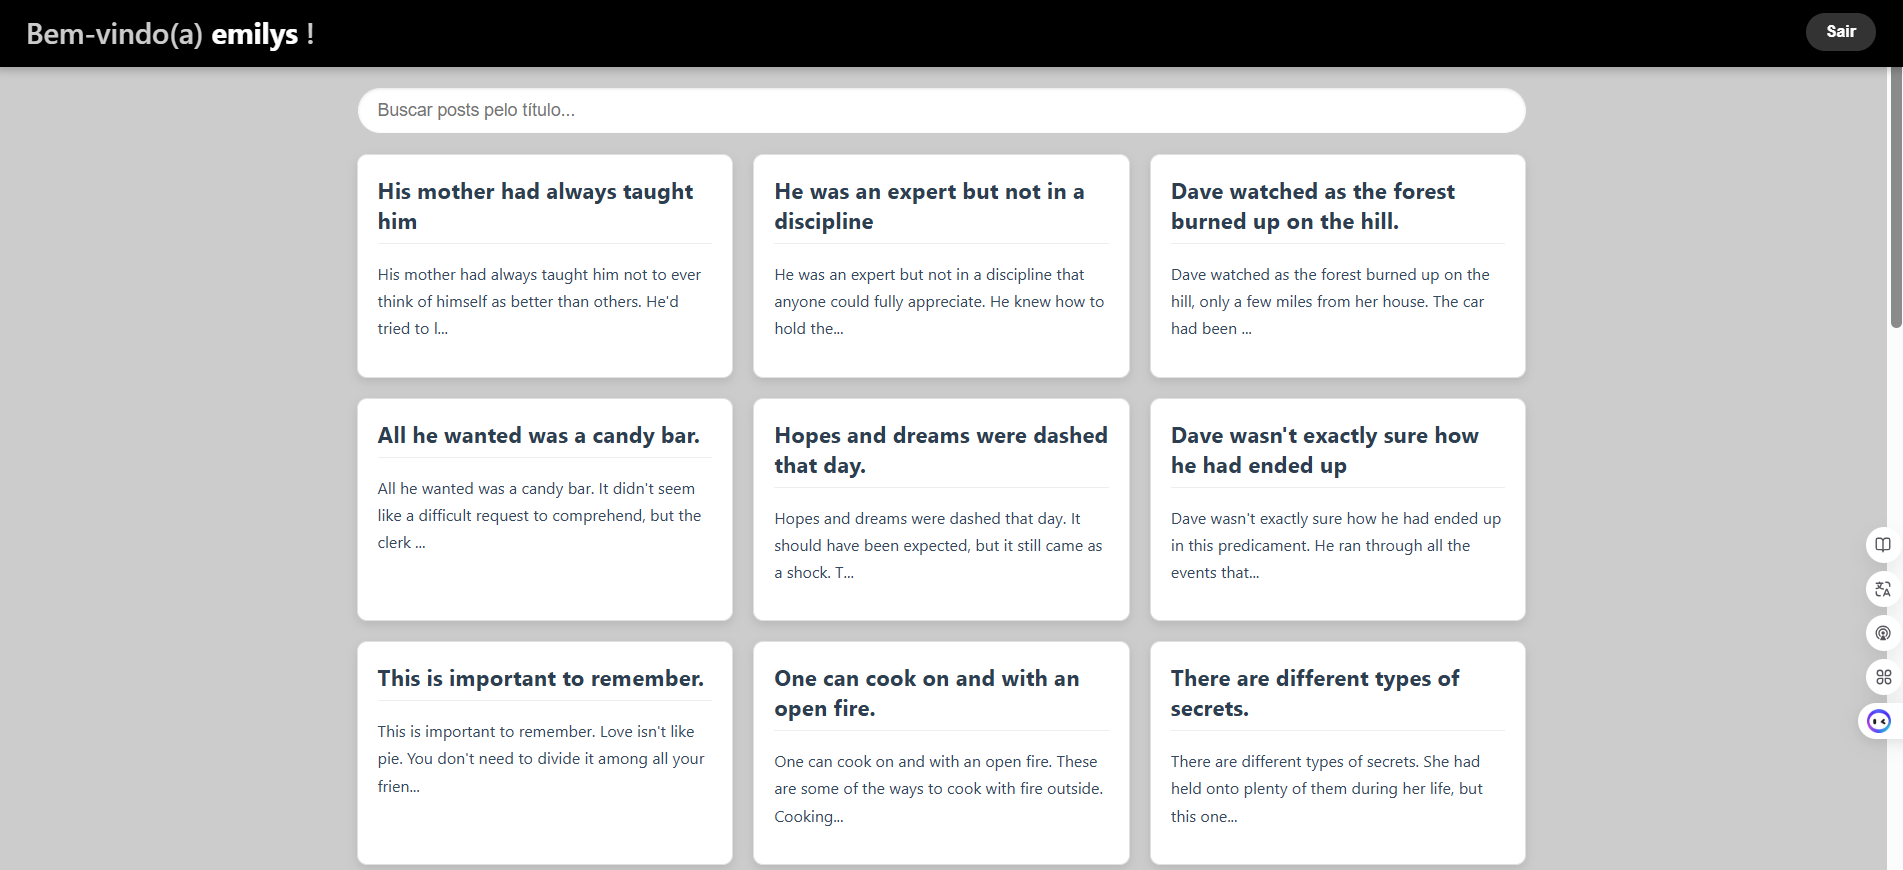 Bem-vindo(a) emilys !
Sair
Buscar posts pelo título...
His mother had always taught
him
His mother had always taught him not to ever
think of himself as better than others. He'd
tried to l...
He was an expert but not in a
discipline
He was an expert but not in a discipline that
anyone could fully appreciate. He knew how to
hold the...
Dave watched as the forest
burned up on the hill.
Dave watched as the forest burned up on the
hill, only a few miles from her house. The car
had been ...
All he wanted was a candy bar.
All he wanted was a candy bar. It didn't seem
like a difficult request to comprehend, but the
clerk ...
Hopes and dreams were dashed
that day.
Hopes and dreams were dashed that day. It
should have been expected, but it still came as
a shock. T...
Dave wasn't exactly sure how
he had ended up
Dave wasn't exactly sure how he had ended up
in this predicament. He ran through all the
events that...
This is important to remember.
This is important to remember. Love isn't like
pie. You don't need to divide it among all your
frien...
One can cook on and with an
open fire.
One can cook on and with an open fire. These
are some of the ways to cook with fire outside.
Cooking...
There are different types of
secrets.
There are different types of secrets. She had
held onto plenty of them during her life, but
this one...